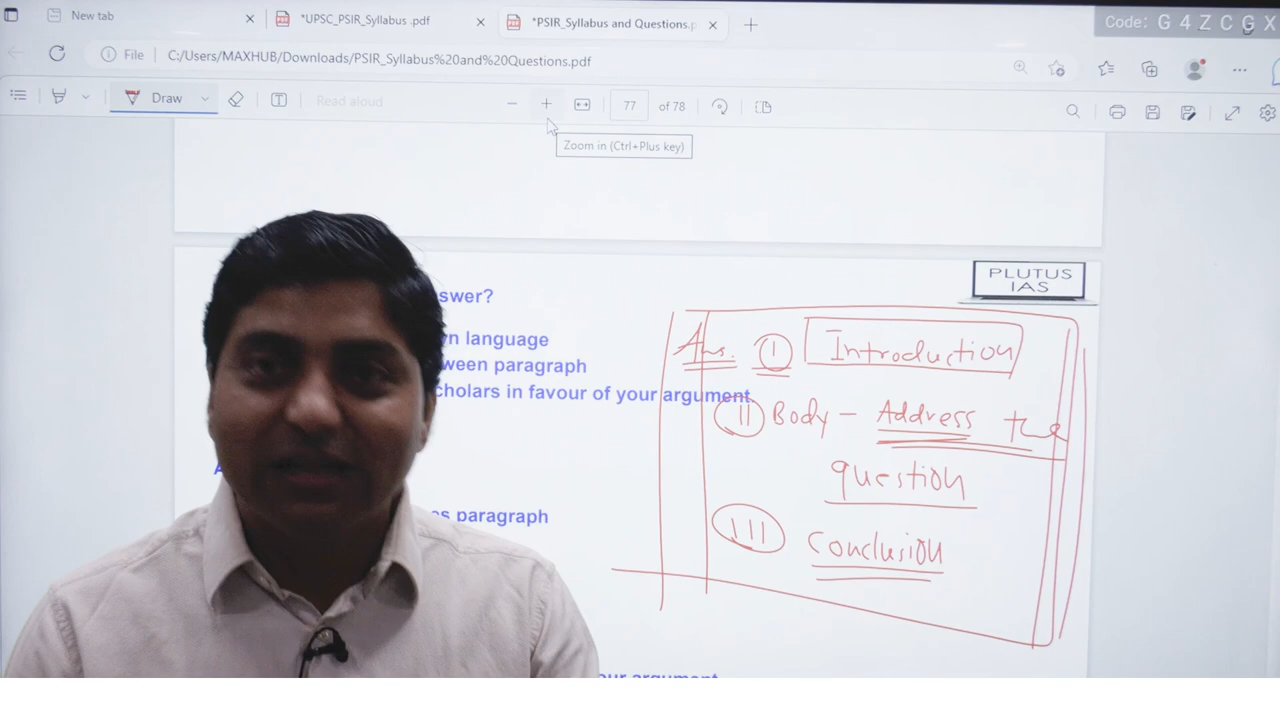 New tab
*UPSC_PSIR_Syllabus .pdf
*PSIR_Syllabus and Questions.p
Code: G 4 Z C G X
File
C:/Users/MAXHUB/Downloads/PSIR_Syllabus%20and%20Questions.pdf
Draw
Read aloud
77 of 78
Zoom in (Ctrl+Plus key)
PLUTUS
IAS
swer?
n language
ween paragraph
cholars in favour of your argument
paragraph
Ans. I Introduction
II Body - Address the
question
III Conclusion